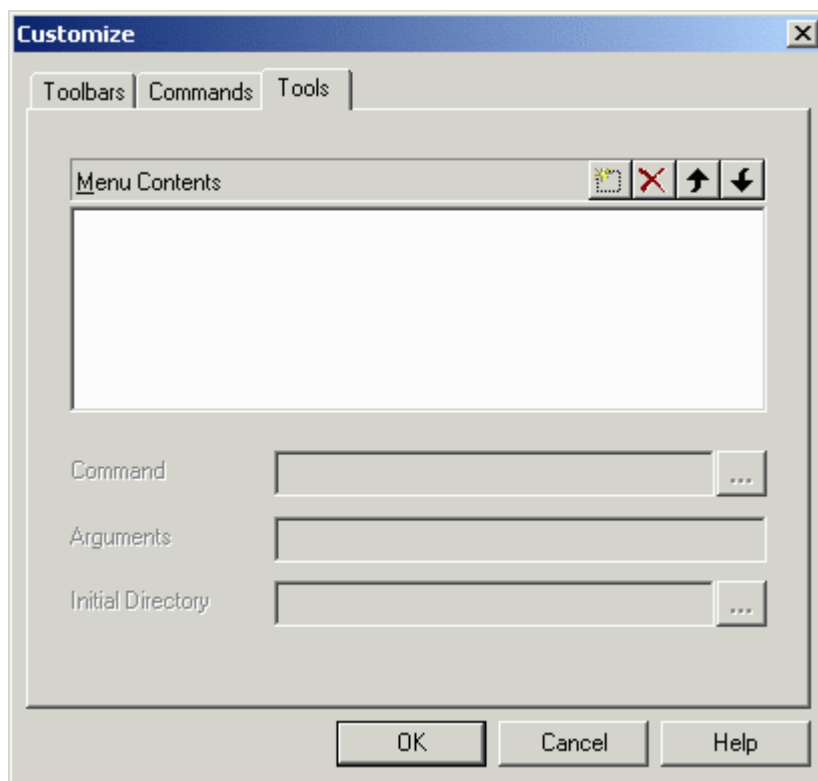 Customize
Toolbars Commands Tools
Menu Contents
Command ...
Arguments
Initial Directory ...
OK Cancel Help